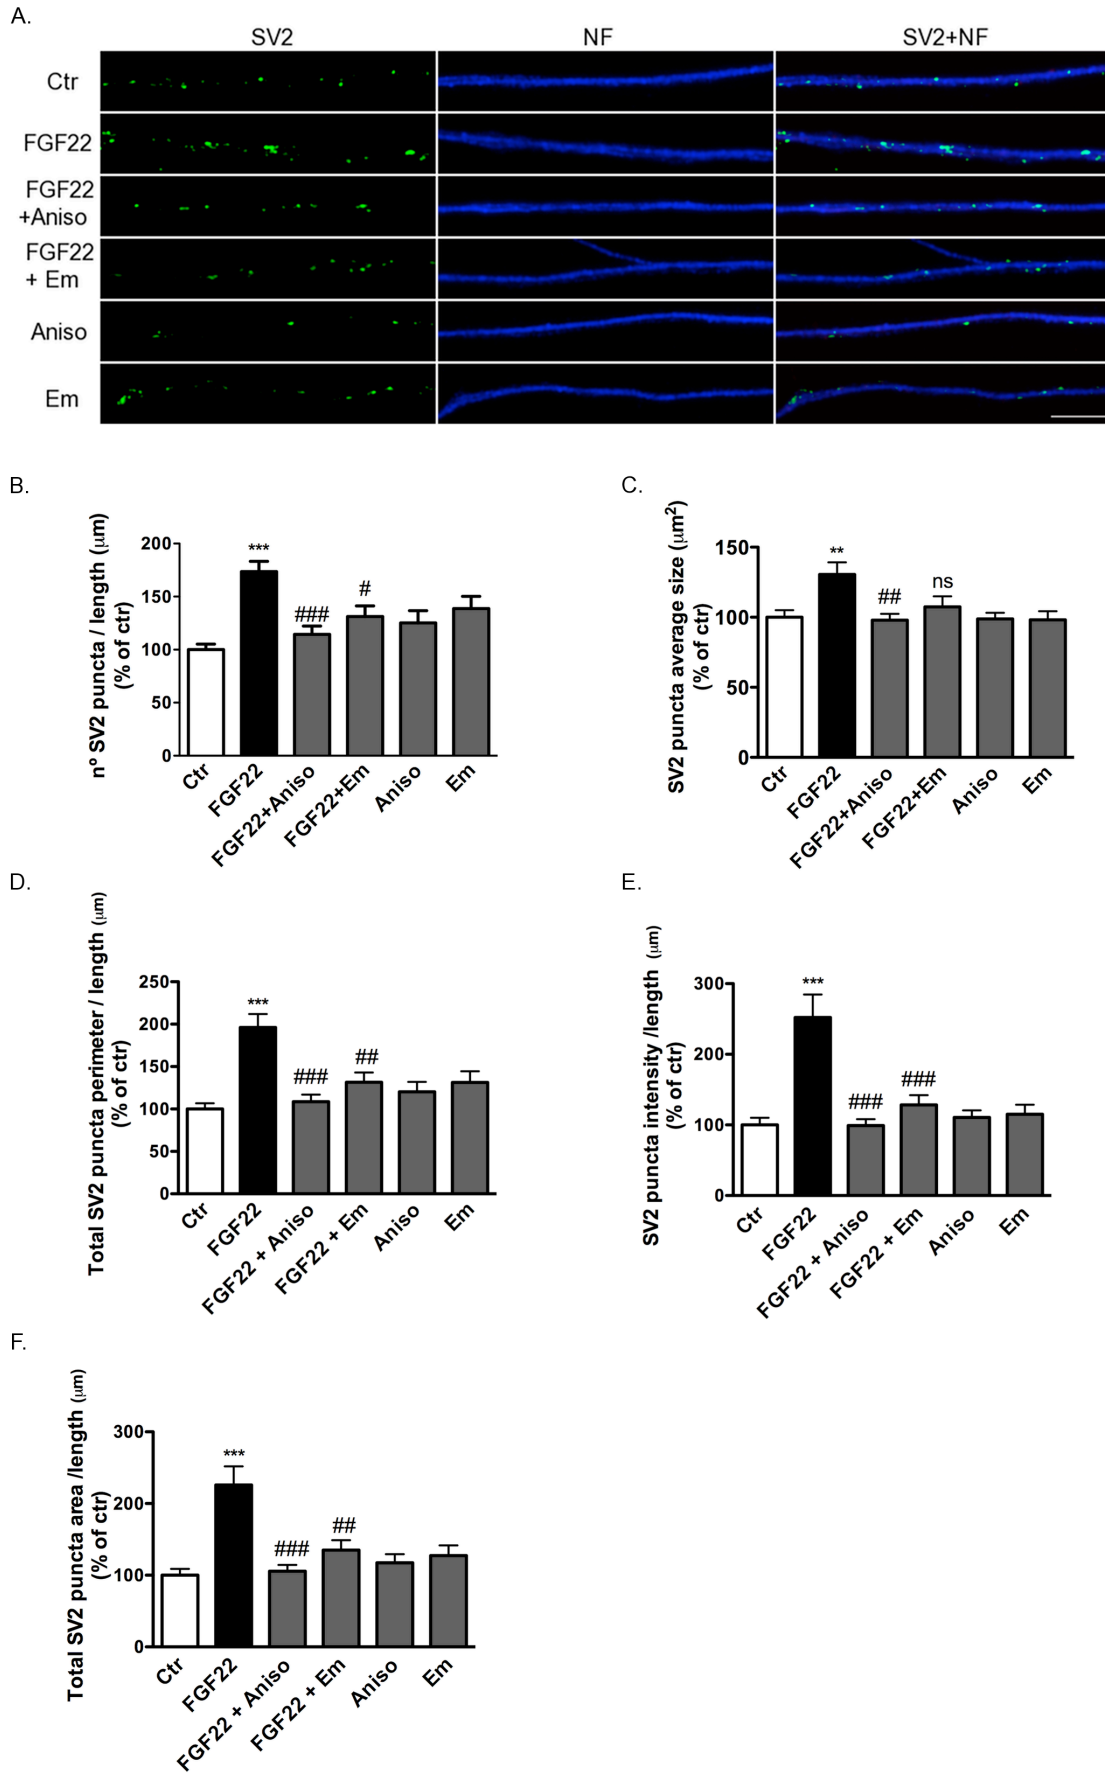 A.
SV2 NF SV2+NF
Ctr
FGF22
FGF22
+Aniso
FGF22
+ Em
Aniso
Em
B.
nº SV2 puncta / length (μm)
(% of ctr)
200
150
100
50
0
***
###
#
Ctr
FGF22
FGF22+Aniso
FGF22+Em
Aniso
Em
C.
SV2 puncta average size (μm2)
(% of ctr)
150
100
50
0
**
##
ns
Ctr
FGF22
FGF22+Aniso
FGF22+Em
Aniso
Em
D.
Total SV2 puncta perimeter / length (μm)
(% of ctr)
250
200
150
100
50
0
***
###
##
Ctr
FGF22
FGF22 + Aniso
FGF22 + Em
Aniso
Em
E.
SV2 puncta intensity /length (μm)
(% of ctr)
300
200
100
0
***
###
###
Ctr
FGF22
FGF22 + Aniso
FGF22 + Em
Aniso
Em
F.
Total SV2 puncta area /length (μm)
(% of ctr)
300
200
100
0
***
###
##
Ctr
FGF22
FGF22 + Aniso
FGF22 + Em
Aniso
Em